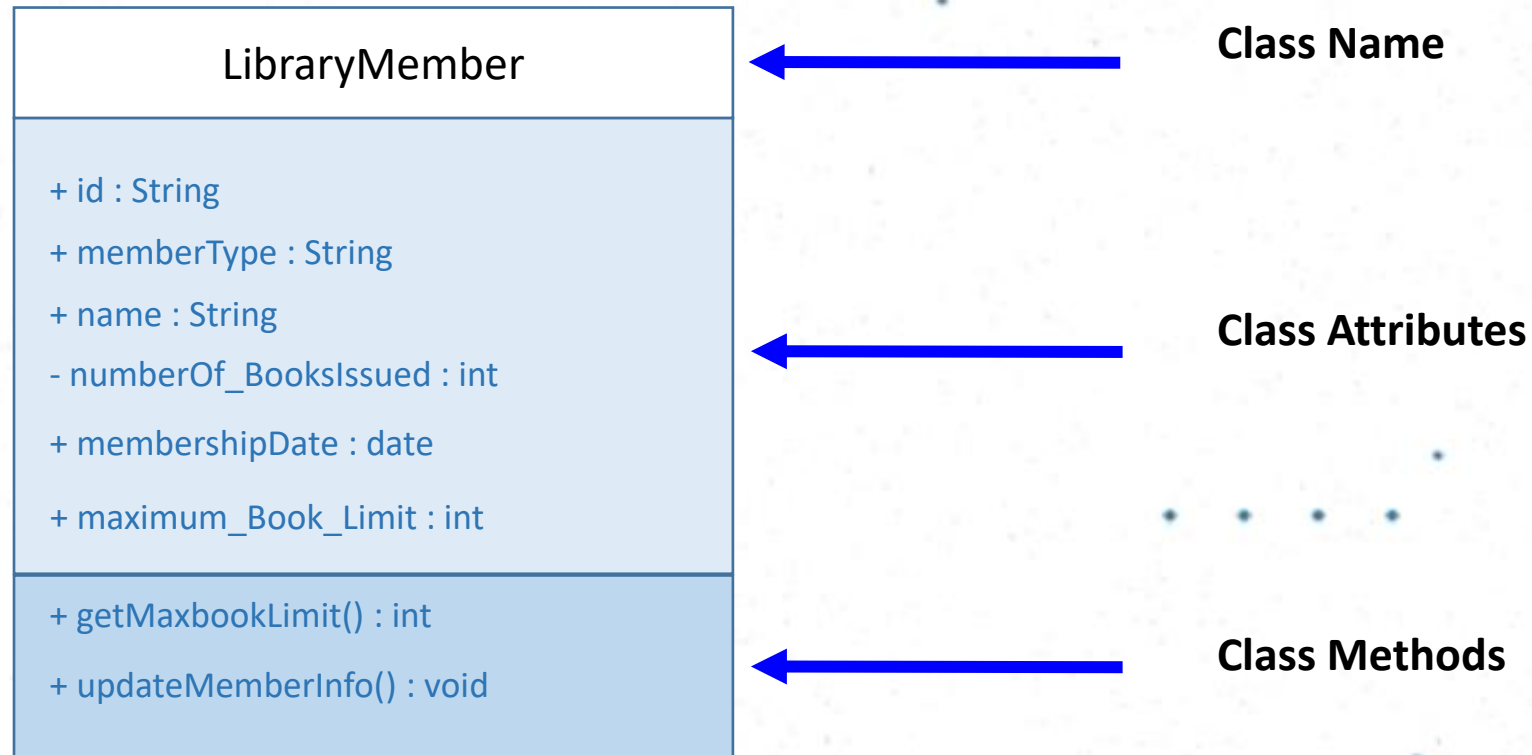 LibraryMember
Class Name
+ id : String
+ memberType : String
+ name : String
- numberOf_BooksIssued : int
+ membershipDate : date
+ maximum_Book_Limit : int
Class Attributes
+ getMaxbookLimit() : int
+ updateMemberInfo() : void
Class Methods